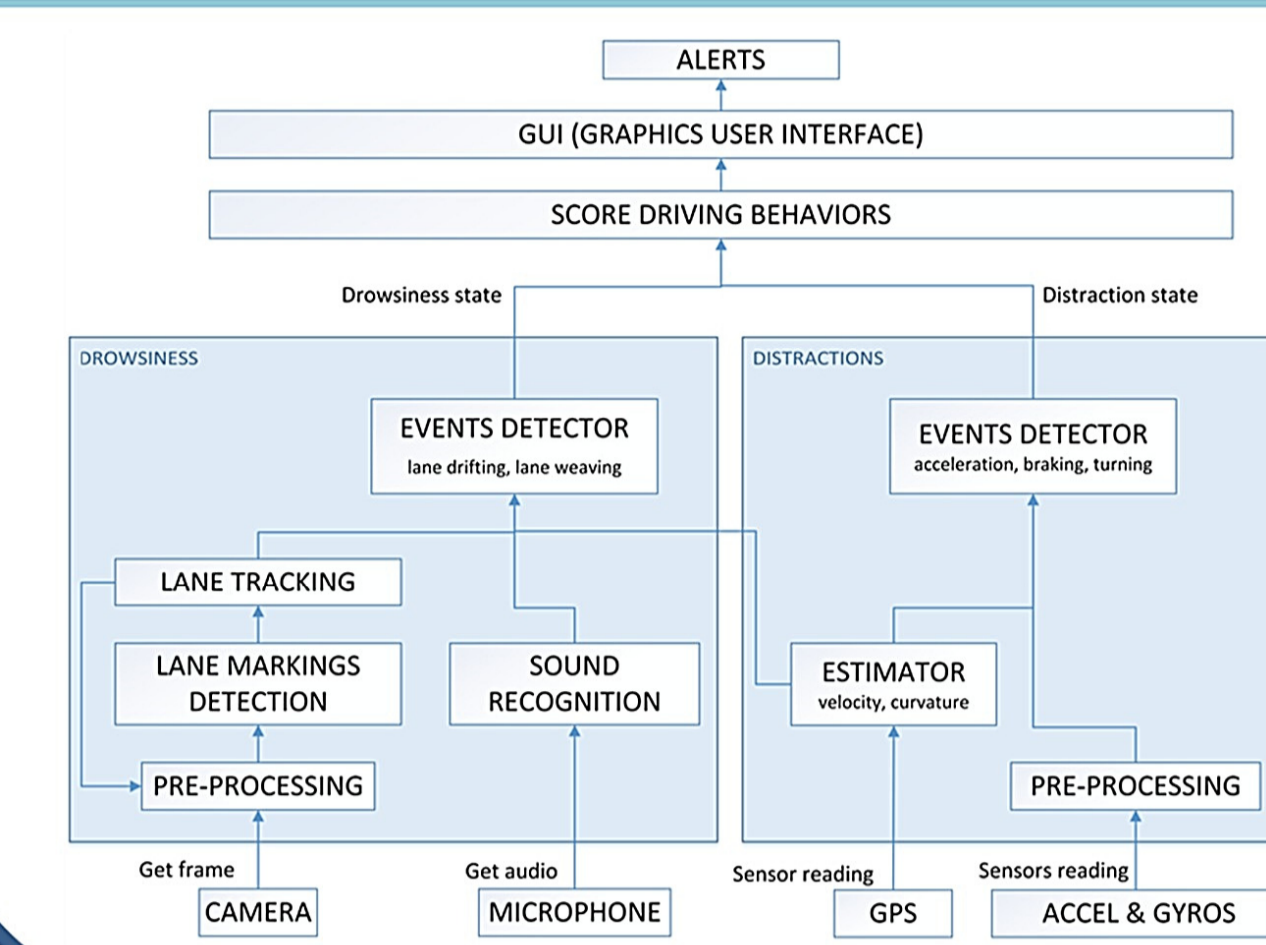 ALERTS
GUI (GRAPHICS USER INTERFACE)
SCORE DRIVING BEHAVIORS
Drowsiness state
Distraction state
DROWSINESS
DISTRACTIONS
EVENTS DETECTOR
lane drifting, lane weaving
EVENTS DETECTOR
acceleration, braking, turning
LANE TRACKING
LANE MARKINGS
DETECTION
SOUND
RECOGNITION
ESTIMATOR
velocity, curvature
PRE-PROCESSING
PRE-PROCESSING
Get frame
Get audio
Sensor reading
Sensors reading
CAMERA
MICROPHONE
GPS
ACCEL & GYROS